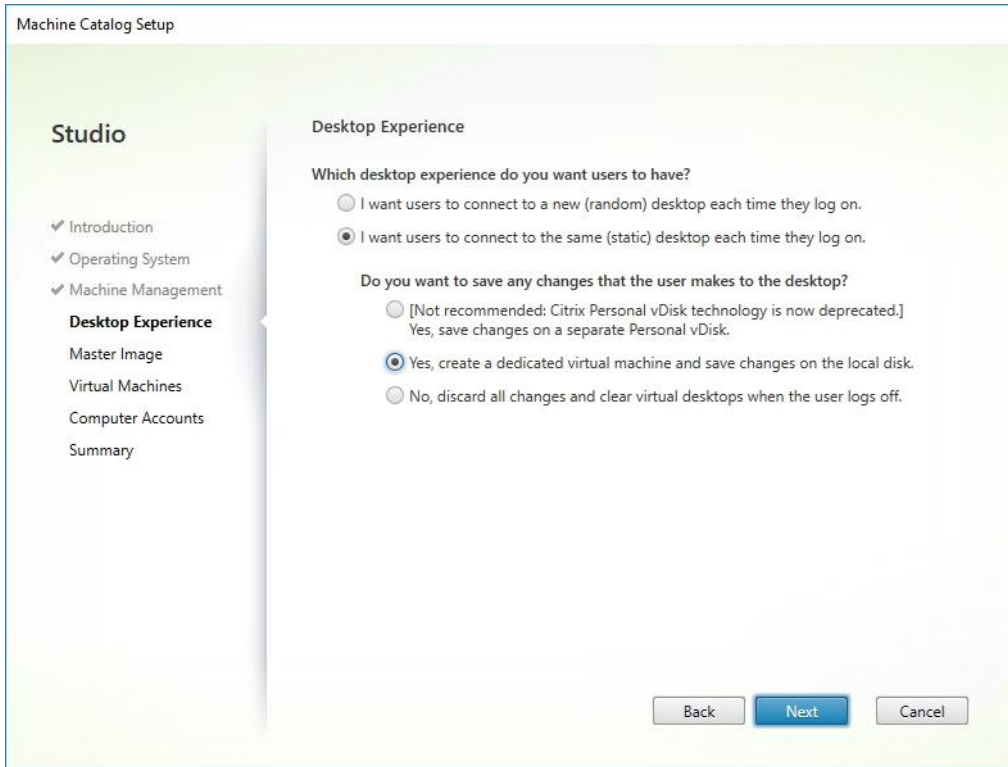 Machine Catalog Setup
Studio
Introduction
Operating System
Machine Management
Desktop Experience
Master Image
Virtual Machines
Computer Accounts
Summary
Desktop Experience
Which desktop experience do you want users to have?
I want users to connect to a new (random) desktop each time they log on.
I want users to connect to the same (static) desktop each time they log on.
Do you want to save any changes that the user makes to the desktop?
[Not recommended: Citrix Personal vDisk technology is now deprecated.]
Yes, save changes on a separate Personal vDisk.
Yes, create a dedicated virtual machine and save changes on the local disk.
No, discard all changes and clear virtual desktops when the user logs off.
Back
Next
Cancel